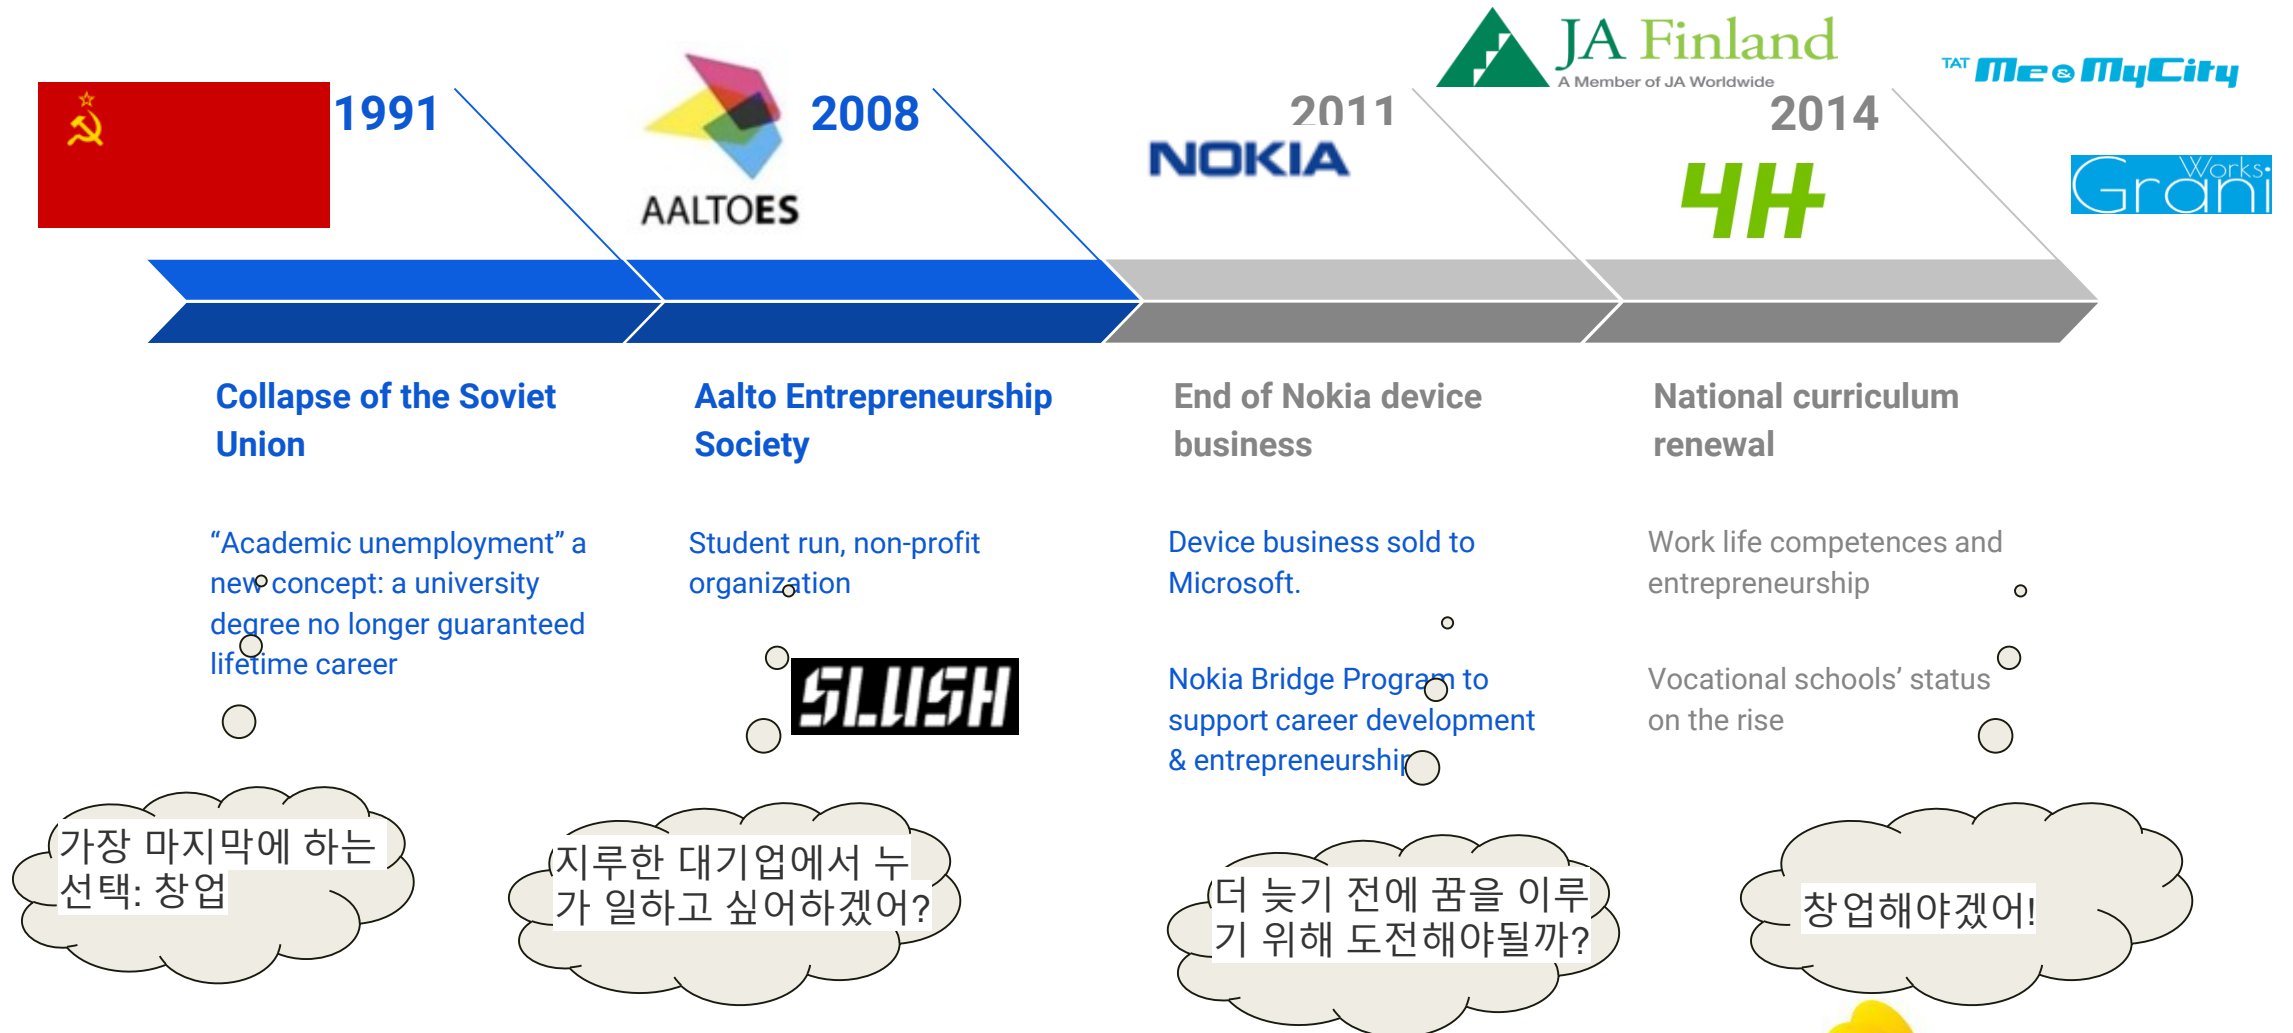 JA Finland
A Member of JA Worldwide
TAT Me & MyCity
1991
2008
2011
2014
AALTOES
NOKIA
4H
Works
Grani
Collapse of the Soviet
Union
“Academic unemployment” a
new concept: a university
degree no longer guaranteed
lifetime career
가장 마지막에 하는
선택: 창업
Aalto Entrepreneurship
Society
Student run, non-profit
organization
SLUSH
지루한 대기업에서 누
가 일하고 싶어하겠어?
End of Nokia device
business
Device business sold to
Microsoft.
Nokia Bridge Program to
support career development
& entrepreneurship
더 늦기 전에 꿈을 이루
기 위해 도전해야될까?
National curriculum
renewal
Work life competences and
entrepreneurship
Vocational schools’ status
on the rise
창업해야겠어!